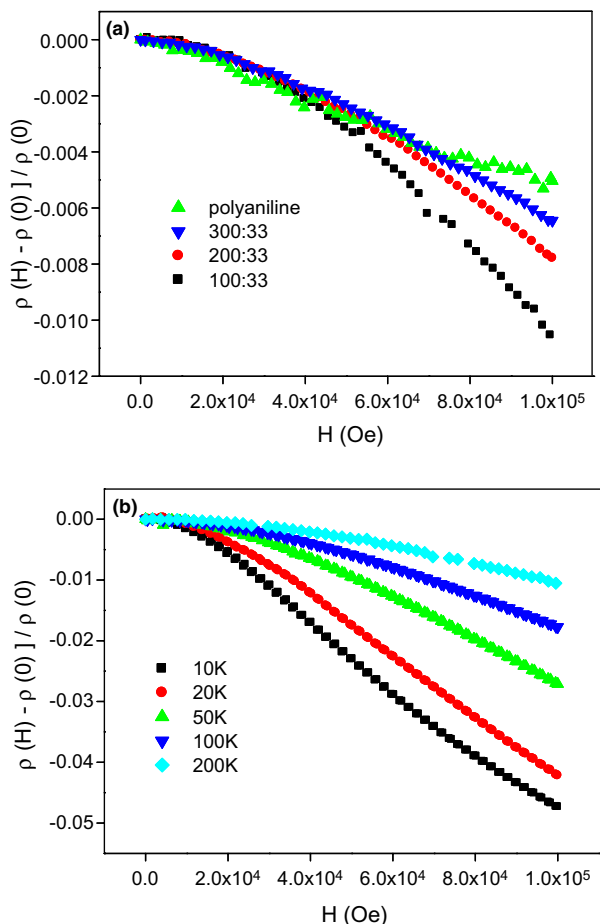 (a)
0.000
-0.002
-0.004
-0.006
-0.008
-0.010
-0.012
ρ (H) - ρ (0) ] / ρ (0)
polyaniline
300:33
200:33
100:33
0.0 2.0x10⁴ 4.0x10⁴ 6.0x10⁴ 8.0x10⁴ 1.0x10⁵
H (Oe)
(b)
0.00
-0.01
-0.02
-0.03
-0.04
-0.05
ρ (H) - ρ (0) ] / ρ (0)
10K
20K
50K
100K
200K
0.0 2.0x10⁴ 4.0x10⁴ 6.0x10⁴ 8.0x10⁴ 1.0x10⁵
H (Oe)